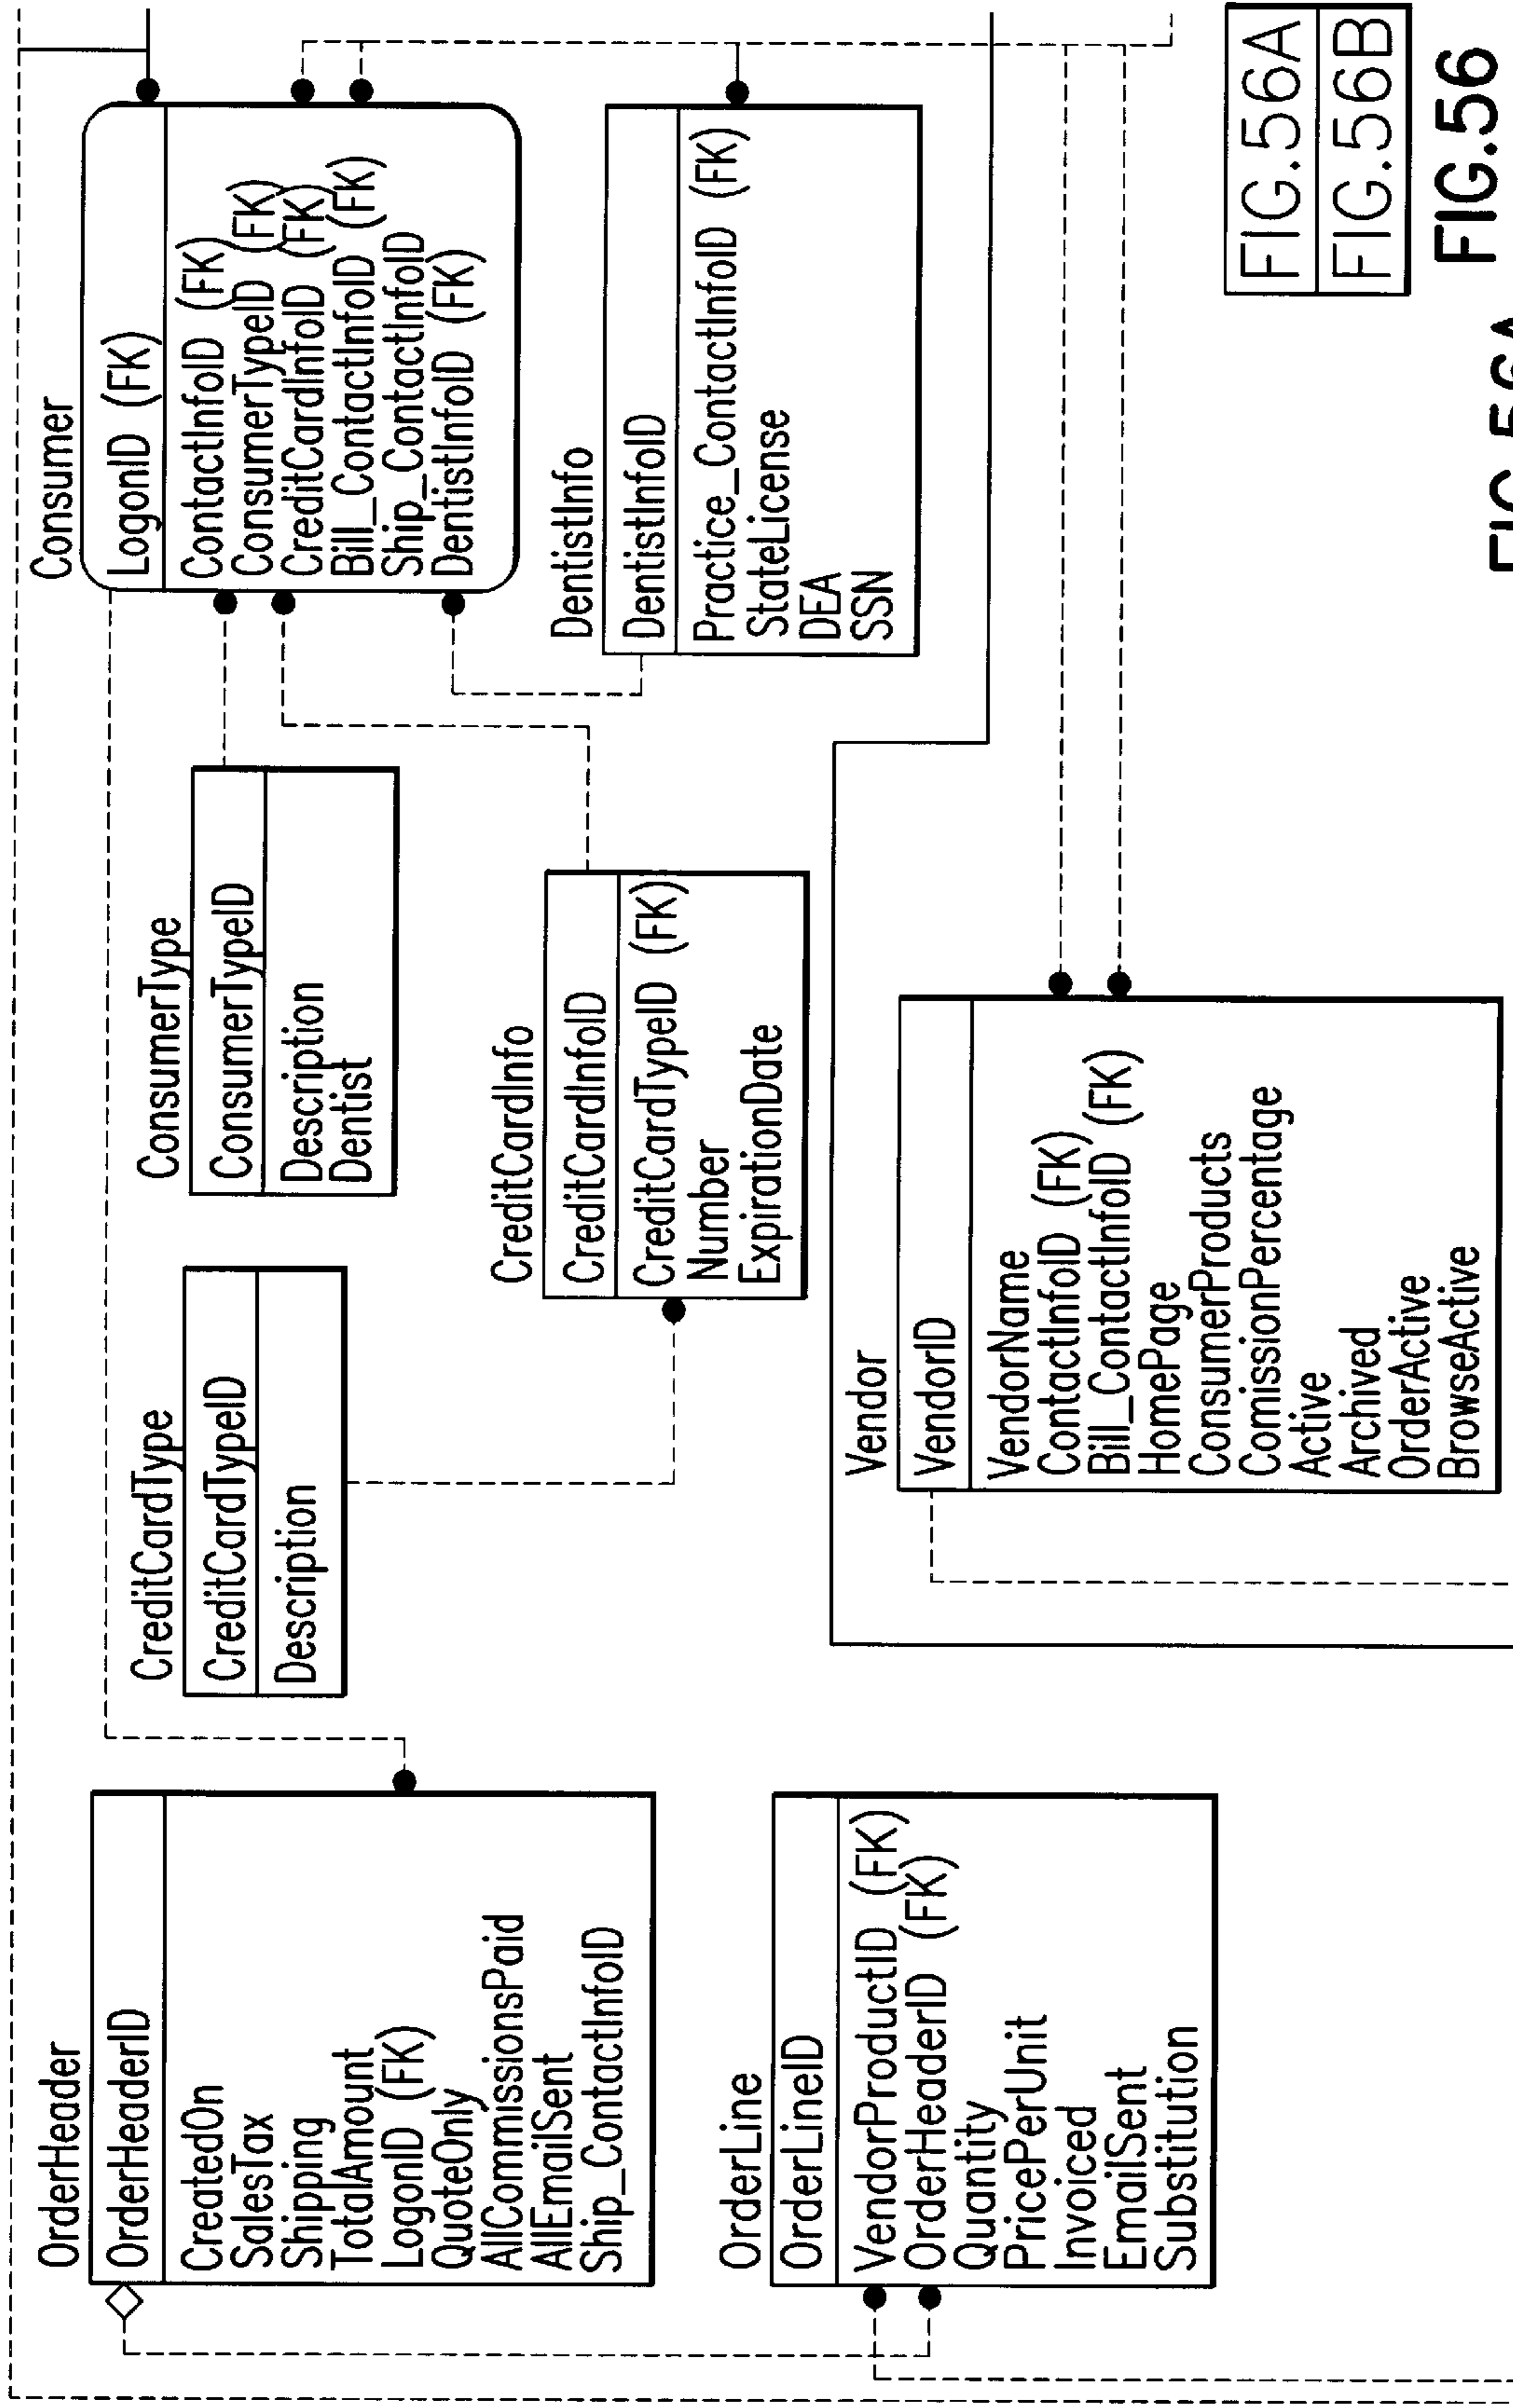 OrderHeader
OrderHeaderID
CreatedOn
SalesTax
Shipping
TotalAmount
LogonID (FK)
QuoteOnly
AllCommissionsPaid
AllEmailSent
Ship_ContactInfoID
CreditCardType
CreditCardTypeID
Description
ConsumerType
ConsumerTypeID
Description
Dentist
Consumer
LogonID (FK)
ContactInfoID (FK)
ConsumerTypeID (FK)
CreditCardInfoID (FK)
Bill_ContactInfoID (FK)
Ship_ContactInfoID
DentistInfoID (FK)
CreditCardInfo
CreditCardInfoID
CreditCardTypeID (FK)
Number
ExpirationDate
DentistInfo
DentistInfoID
Practice_ContactInfoID (FK)
StateLicense
DEA
SSN
OrderLine
OrderLineID
VendorProductID (FK)
OrderHeaderID (FK)
Quantity
PricePerUnit
Invoiced
EmailSent
Substitution
Vendor
VendorID
VendorName
ContactInfoID (FK)
Bill_ContactInfoID (FK)
HomePage
ConsumerProducts
ComissionPercentage
Active
Archived
OrderActive
BrowseActive
FIG.56A
FIG.56B
FIG.56
FIG.56A